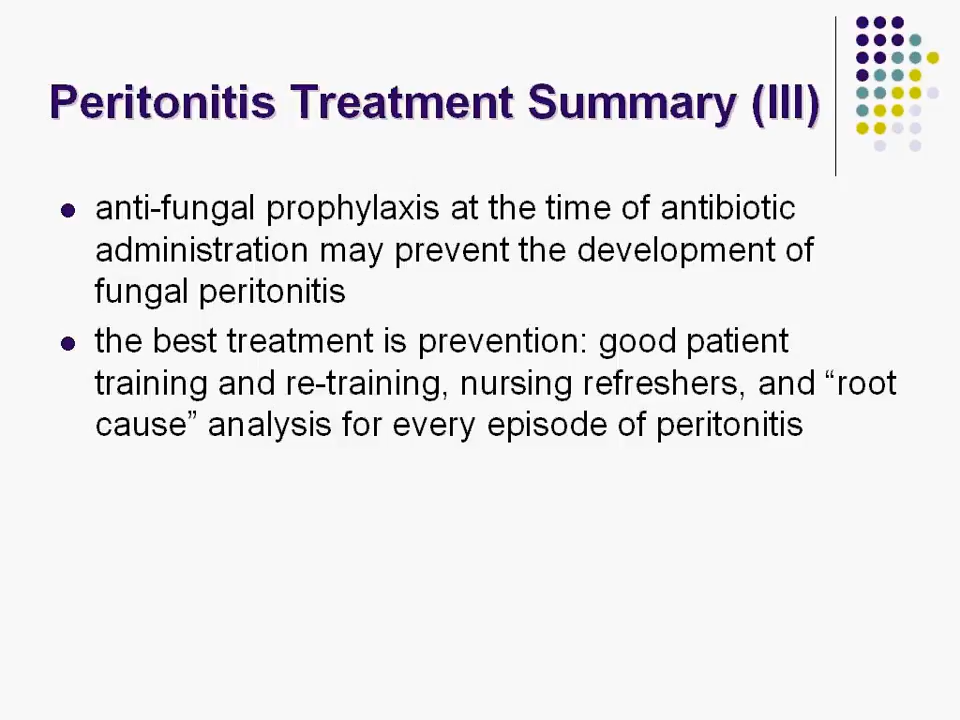 Peritonitis Treatment Summary (III)
anti-fungal prophylaxis at the time of antibiotic
administration may prevent the development of
fungal peritonitis
the best treatment is prevention: good patient
training and re-training, nursing refreshers, and “root
cause” analysis for every episode of peritonitis